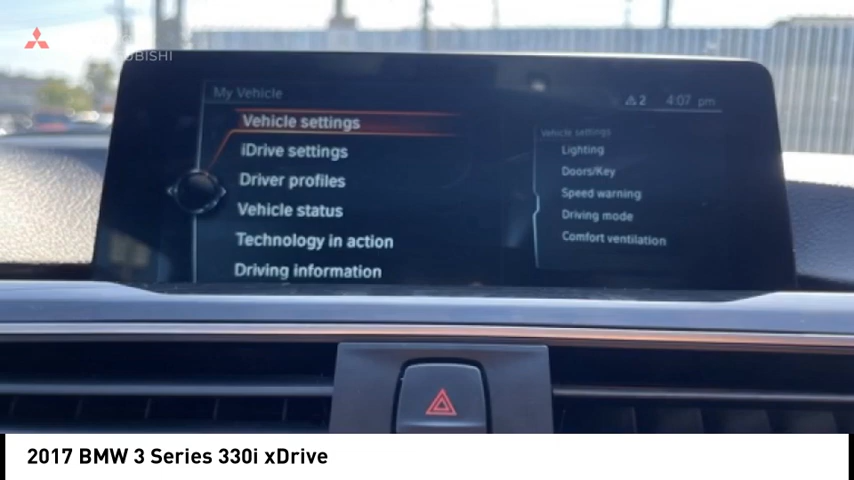 My Vehicle
2 4:07 pm
Vehicle settings
iDrive settings
Driver profiles
Vehicle status
Technology in action
Driving information
Vehicle settings
Lighting
Doors/Key
Speed warning
Driving mode
Comfort ventilation
2017 BMW 3 Series 330i xDrive